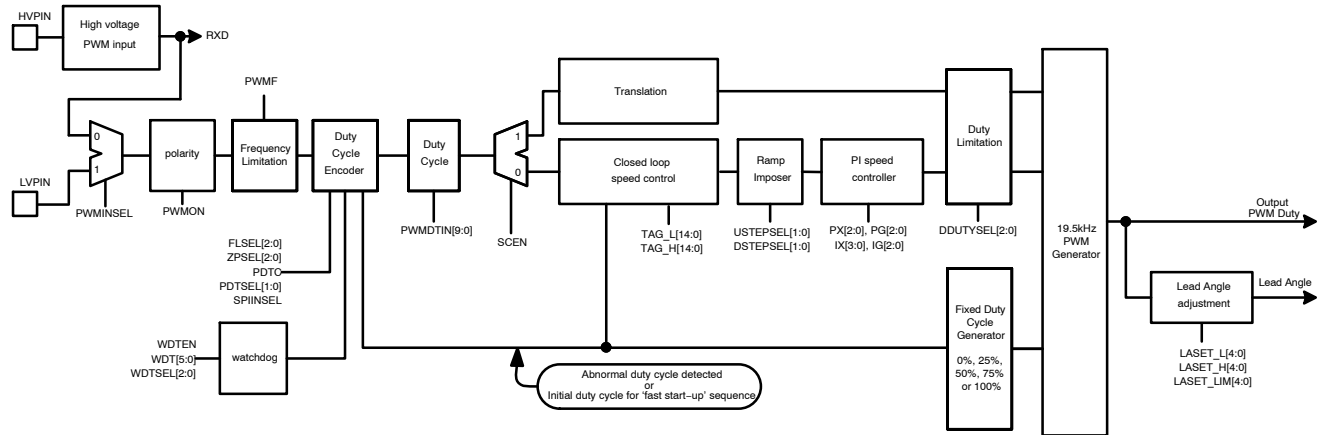 HVPIN
High voltage
PWM input
RXD
PWMF
0
1
LVPIN
PWMINSEL
polarity
PWMON
Frequency
Limitation
Duty
Cycle
Encoder
Duty
Cycle
PWMDTIN[9:0]
1
0
SCEN
Translation
Closed loop
speed control
TAG_L[14:0]
TAG_H[14:0]
Ramp
Imposer
USTEPSEL[1:0]
DSTEPSEL[1:0]
PI speed
controller
PX[2:0], PG[2:0]
IX[3:0], IG[2:0]
Duty
Limitation
DDUTYSEL[2:0]
19.5kHz
PWM
Generator
Output
PWM Duty
Lead Angle
adjustment
Lead Angle
LASET_L[4:0]
LASET_H[4:0]
LASET_LIM[4:0]
FLSEL[2:0]
ZPSEL[2:0]
PDTO
PDTSEL[1:0]
SPIINSEL
WDTEN
WDT[5:0]
WDTSEL[2:0]
watchdog
Abnormal duty cycle detected
or
Initial duty cycle for 'fast start−up' sequence
Fixed Duty
Cycle
Generator
0%, 25%,
50%, 75%
or 100%